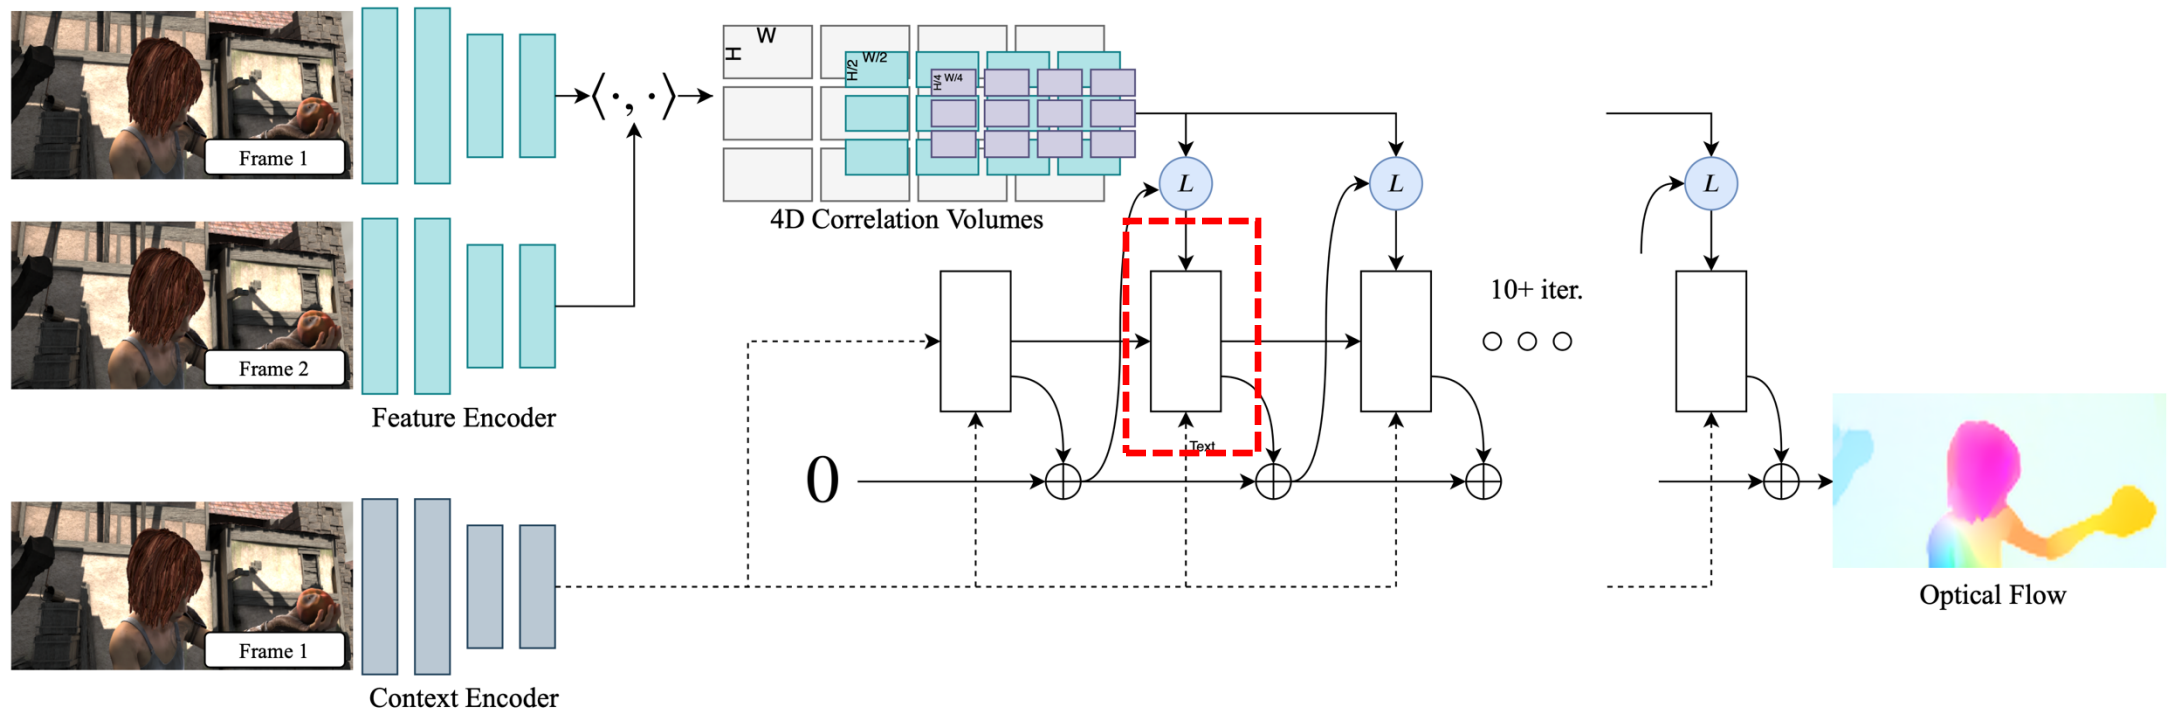 Frame 1
Frame 2
Feature Encoder
Frame 1
Context Encoder
⟨·, ·⟩
H
W
H/2
W/2
H/4
W/4
4D Correlation Volumes
L
L
L
10+ iter.
Text
0
Optical Flow